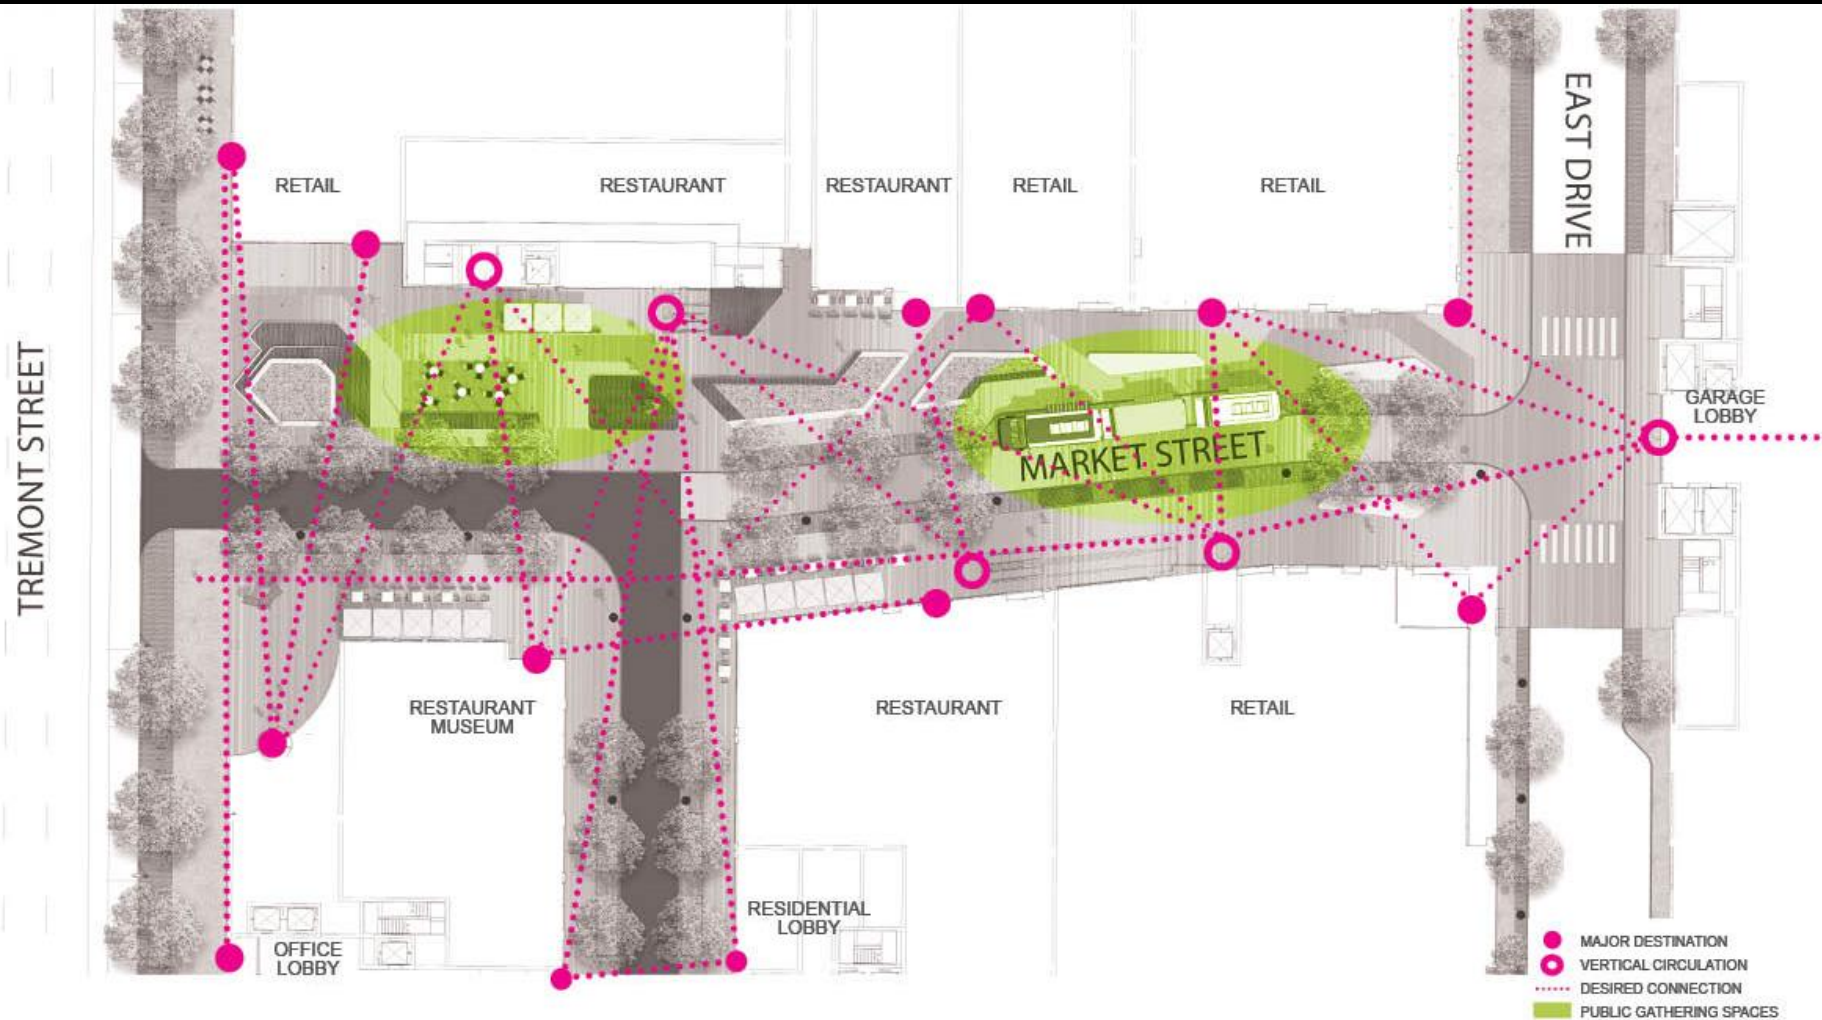 TREMONT STREET
EAST DRIVE
RETAIL
RESTAURANT
RESTAURANT
RETAIL
RETAIL
MARKET STREET
GARAGE
LOBBY
RESTAURANT
MUSEUM
RESTAURANT
RETAIL
OFFICE
LOBBY
RESIDENTIAL
LOBBY
MAJOR DESTINATION
VERTICAL CIRCULATION
DESIRED CONNECTION
PUBLIC GATHERING SPACES